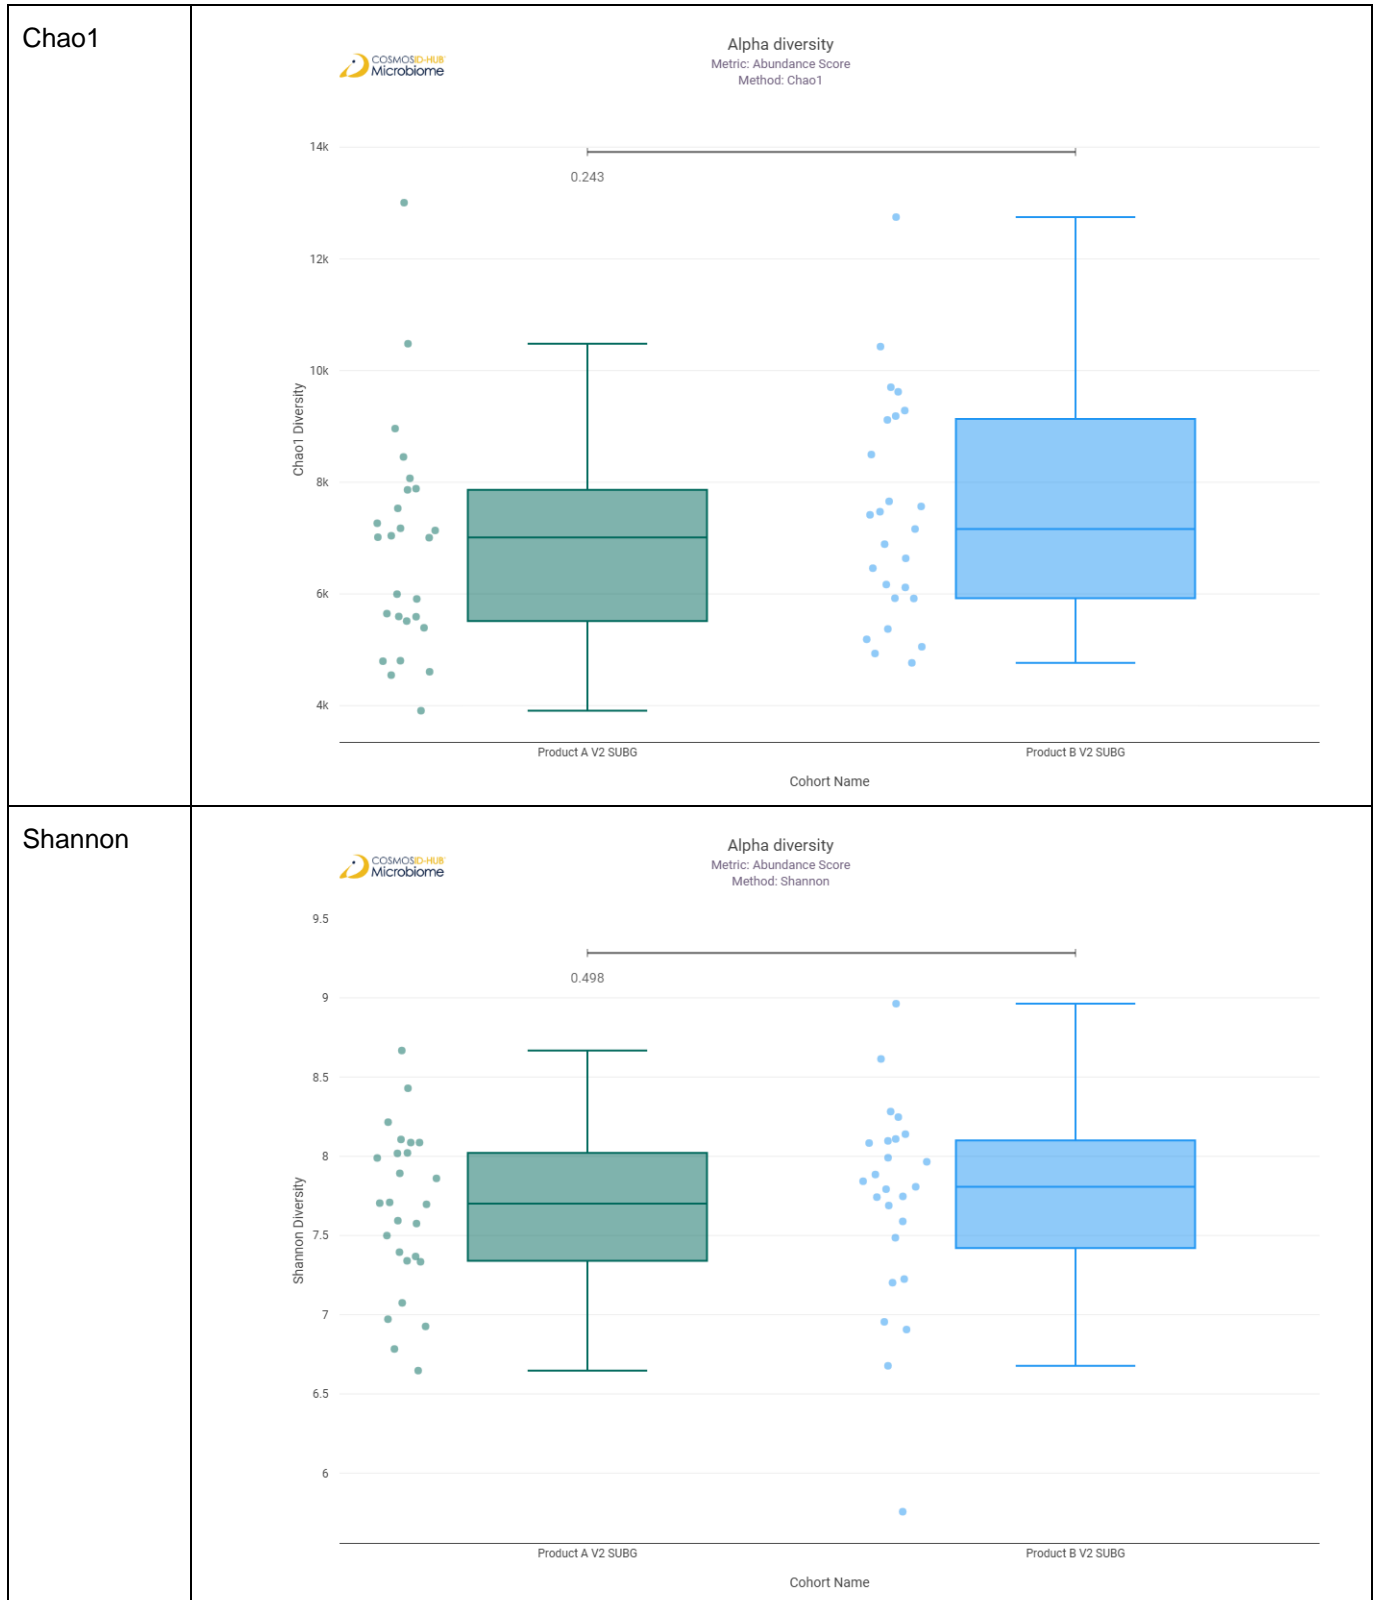 Chao1
COSMOSID-HUB
Microbiome
Alpha diversity
Metric: Abundance Score
Method: Chao1
14k
0.243
12k
10k
Chao1 Diversity
8k
6k
4k
Product A V2 SUBG
Product B V2 SUBG
Cohort Name
Shannon
COSMOSID-HUB
Microbiome
Alpha diversity
Metric: Abundance Score
Method: Shannon
9.5
0.498
9
8.5
8
Shannon Diversity
7.5
7
6.5
6
Product A V2 SUBG
Product B V2 SUBG
Cohort Name